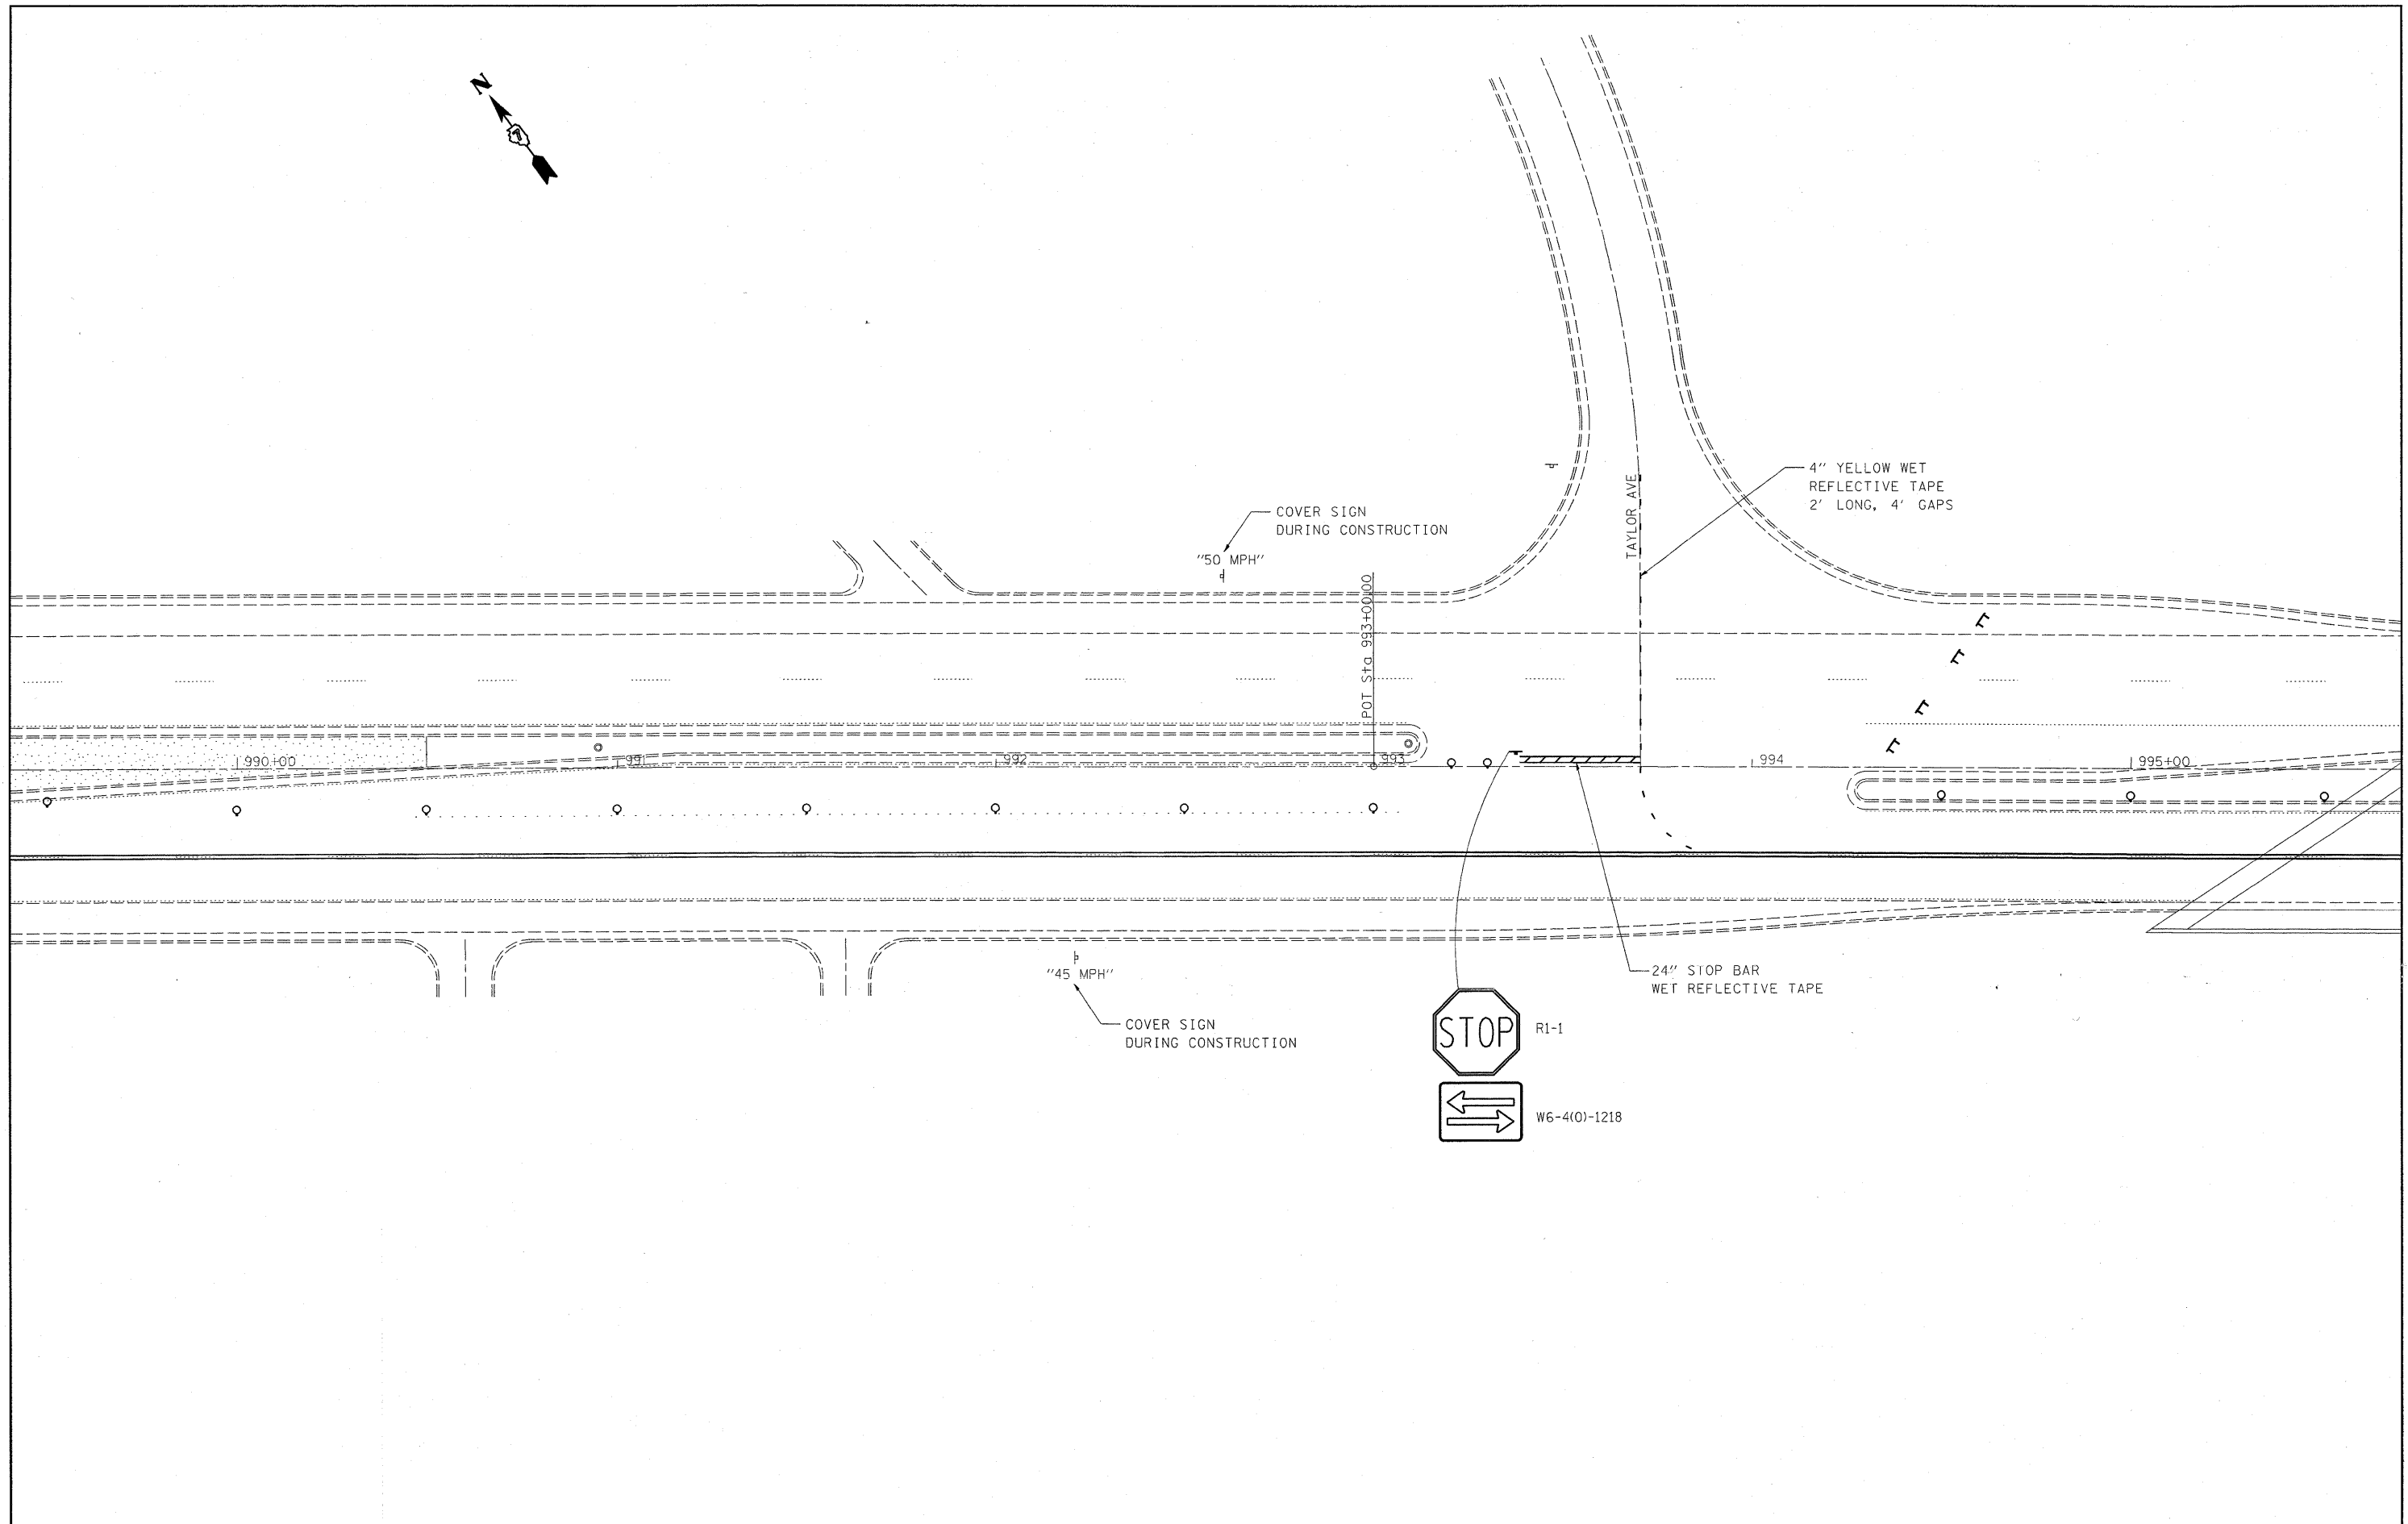 N
4" YELLOW WET
REFLECTIVE TAPE
2' LONG, 4' GAPS
TAYLOR AVE
COVER SIGN
DURING CONSTRUCTION
"50 MPH"
POT Sta 993+00.00
990+00
991
992
993
994
995+00
24" STOP BAR
WET REFLECTIVE TAPE
"45 MPH"
COVER SIGN
DURING CONSTRUCTION
STOP
R1-1
W6-4(O)-1218